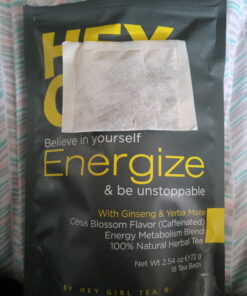 HEY
Believe in yourself
Energize
& be unstoppable
With Ginseng & Yerba Mate
Citrus Blossom Flavor (Caffeinated)
Energy Metabolism Blend
100% Natural Herbal Tea
Net Wt 2.54 oz e 72 g
18 Tea Bags
BY HEY GIRL TEA